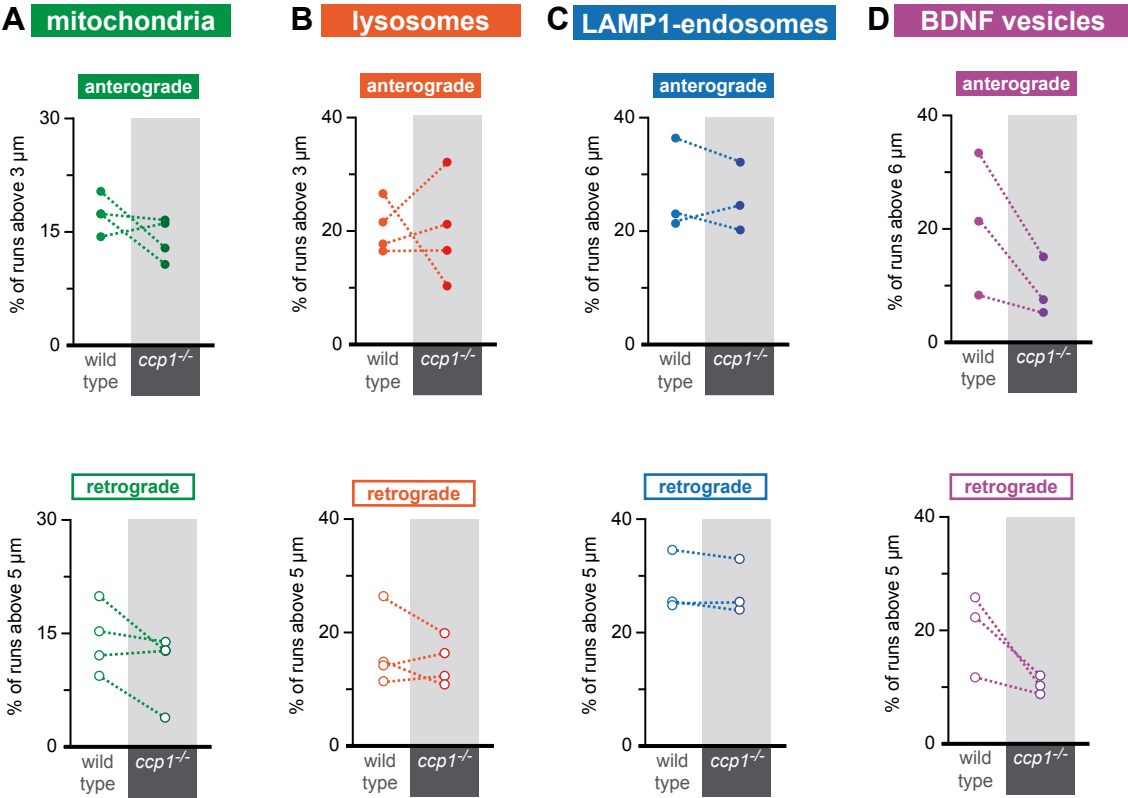 A mitochondria
B lysosomes
C LAMP1-endosomes
D BDNF vesicles
anterograde
% of runs above 3 µm
30
15
0
wild type
ccp1-/-
anterograde
% of runs above 3 µm
40
20
0
wild type
ccp1-/-
anterograde
% of runs above 6 µm
40
20
0
wild type
ccp1-/-
anterograde
% of runs above 6 µm
40
20
0
wild type
ccp1-/-
retrograde
% of runs above 5 µm
30
15
0
wild type
ccp1-/-
retrograde
% of runs above 5 µm
40
20
0
wild type
ccp1-/-
retrograde
% of runs above 5 µm
40
20
0
wild type
ccp1-/-
retrograde
% of runs above 5 µm
40
20
0
wild type
ccp1-/-